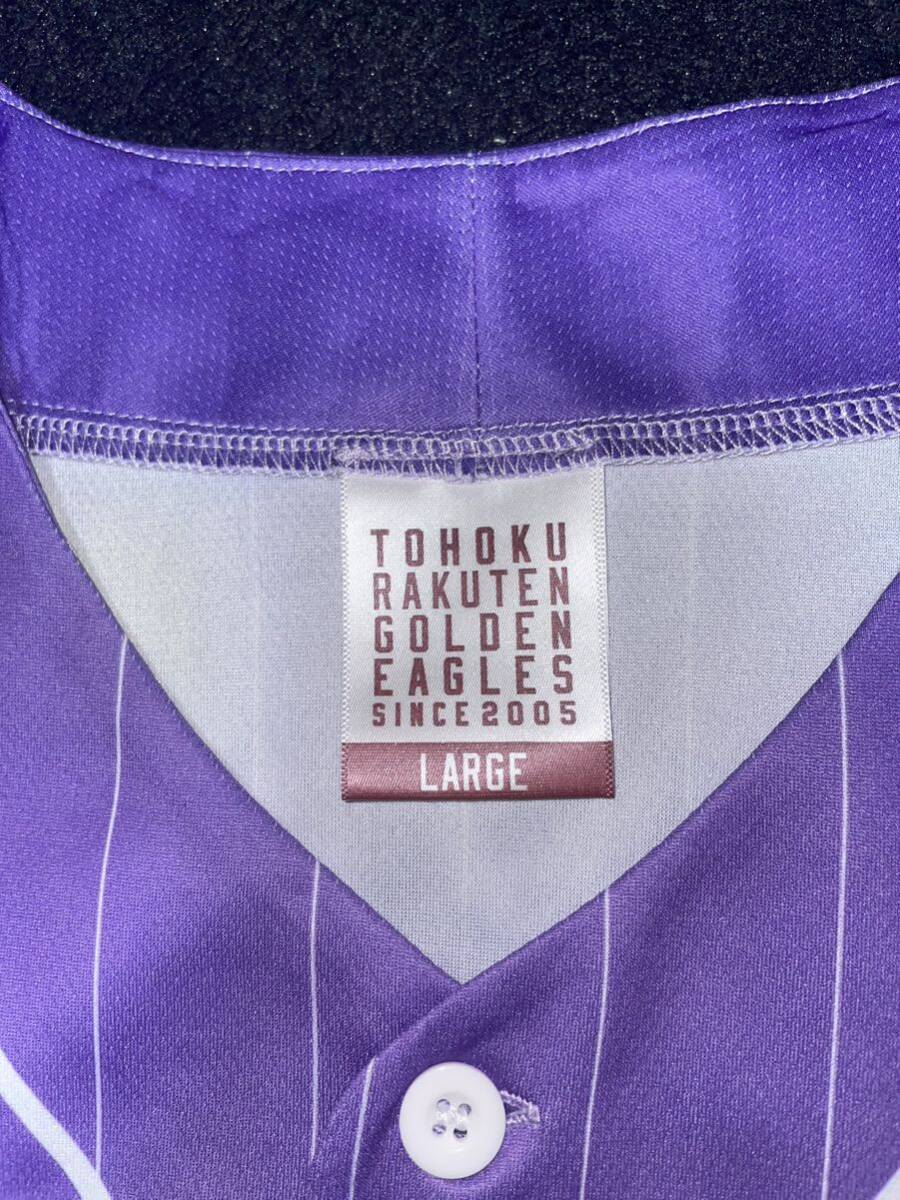 TOHOKU
RAKUTEN
GOLDEN
EAGLES
SINCE 2005
LARGE